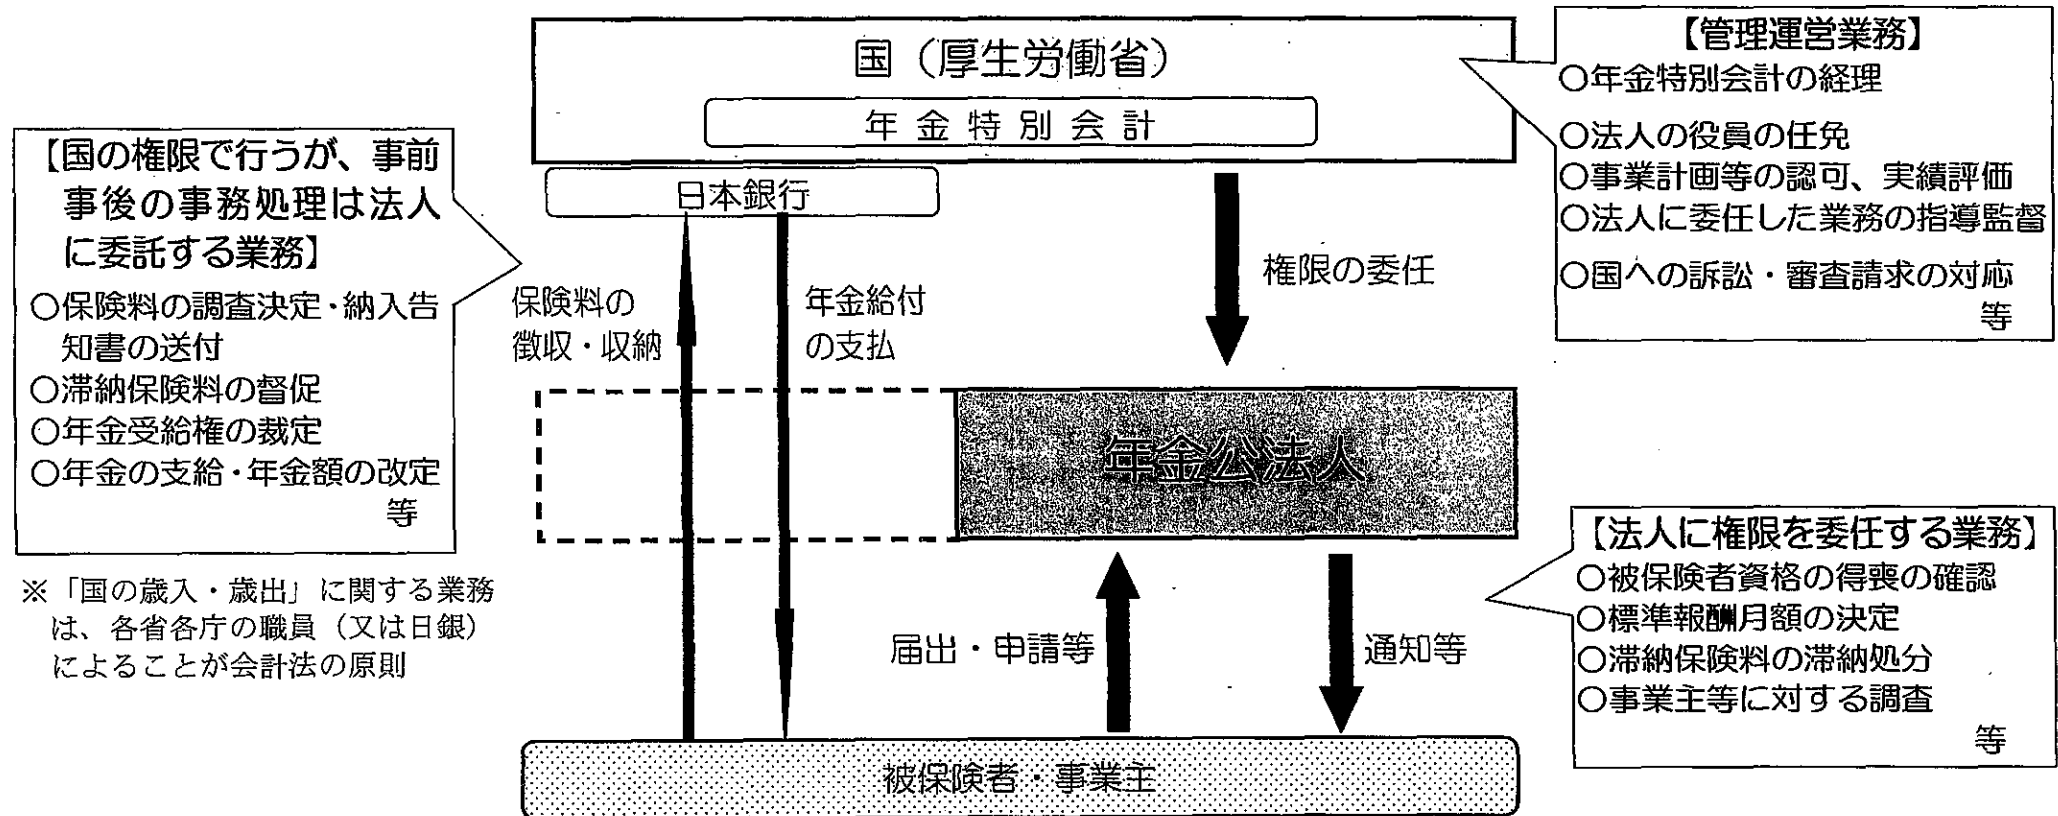 国（厚生労働省）
年金特別会計
日本銀行
【管理運営業務】
○年金特別会計の経理
○法人の役員の任免
○事業計画等の認可、実績評価
○法人に委任した業務の指導監督
○国への訴訟・審査請求の対応
等
【国の権限で行うが、事前
事後の事務処理は法人
に委託する業務】
○保険料の調査決定・納入告
知書の送付
○滞納保険料の督促
○年金受給権の裁定
○年金の支給・年金額の改定
等
※「国の歳入・歳出」に関する業務
は、各省各庁の職員（又は日銀）
によることが会計法の原則
保険料の
徴収・収納
年金給付
の支払
権限の委任
年金公法人
届出・申請等
通知等
【法人に権限を委任する業務】
○被保険者資格の得喪の確認
○標準報酬月額の決定
○滞納保険料の滞納処分
○事業主等に対する調査
等
被保険者・事業主